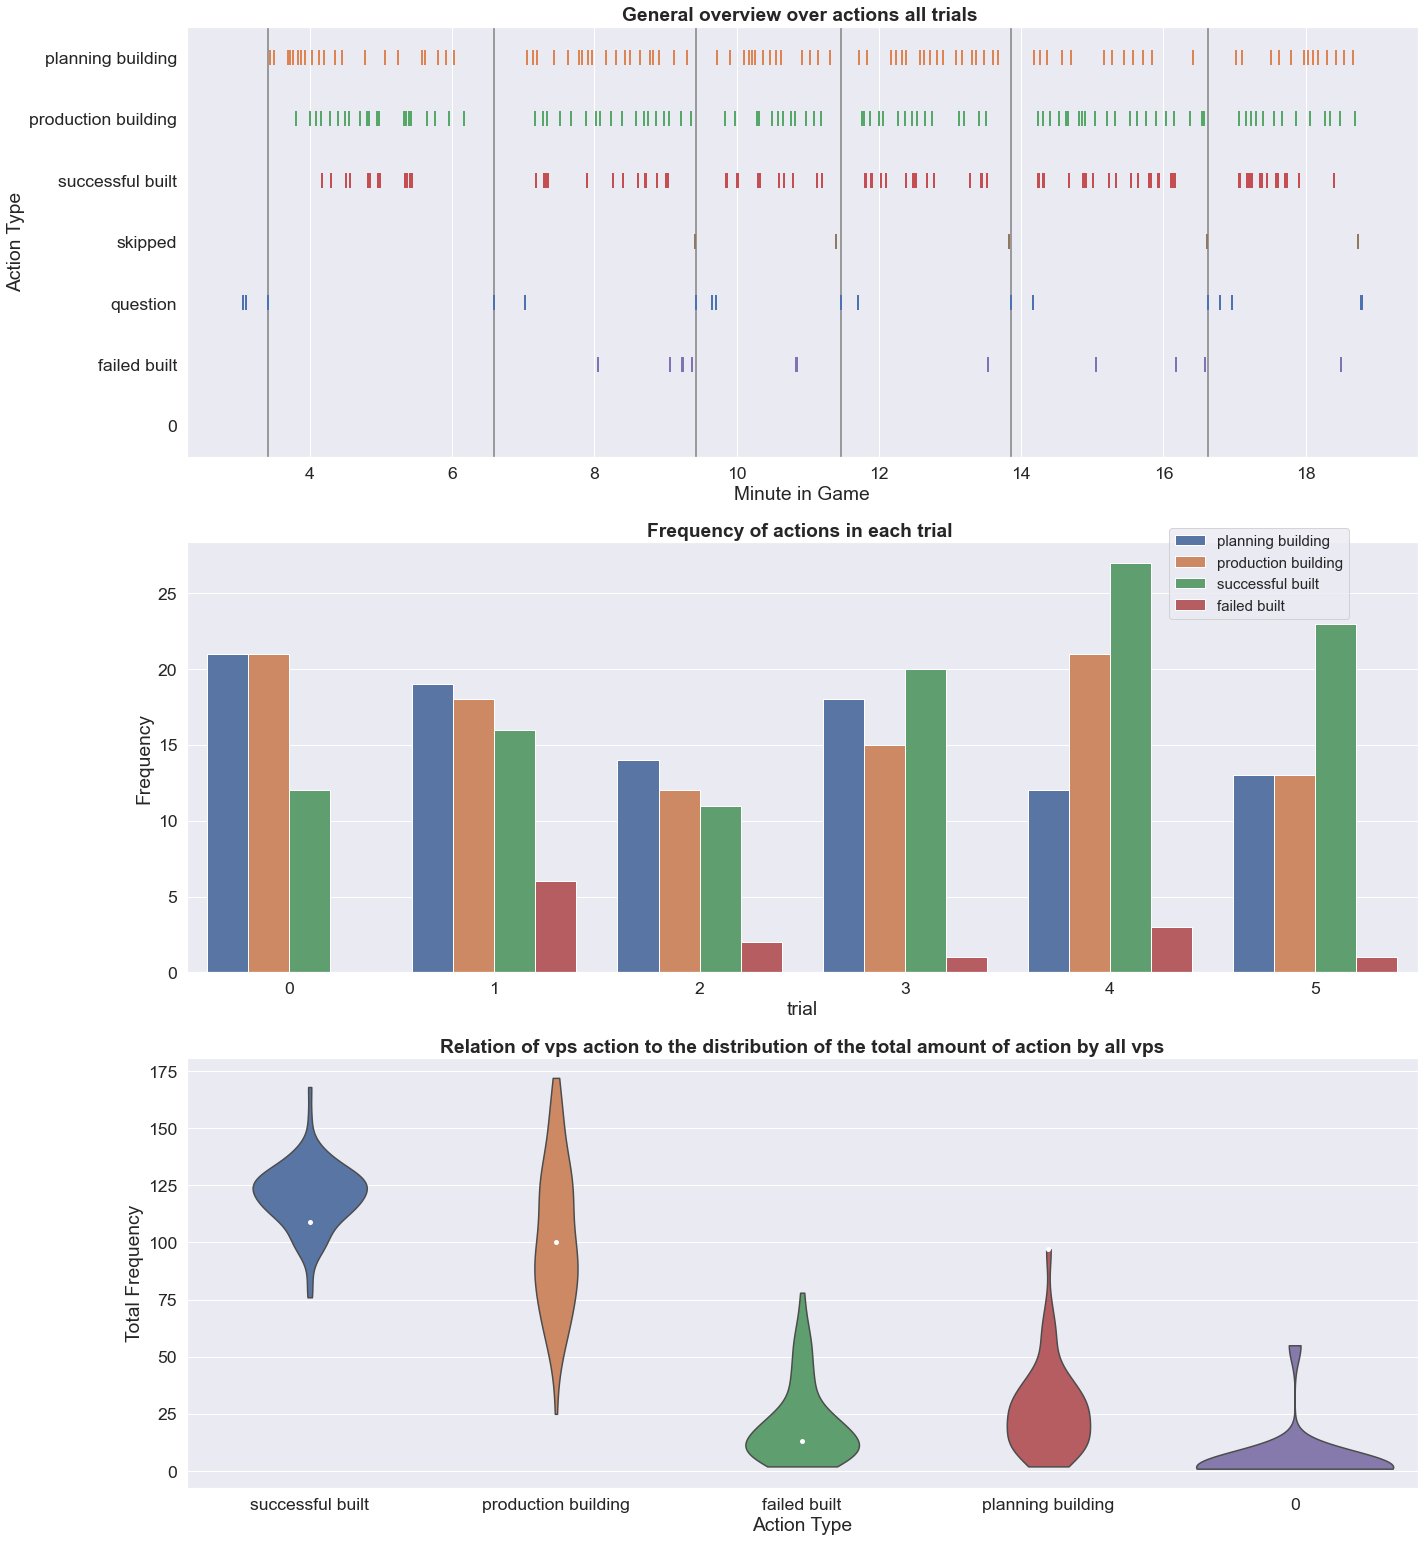 General overview over actions all trials
planning building
production building
successful built
skipped
question
failed built
0
Action Type
4 6 8 10 12 14 16 18
Minute in Game
Frequency of actions in each trial
planning building
production building
successful built
failed built
25
20
15
10
5
0
Frequency
0 1 2 3 4 5
trial
Relation of vps action to the distribution of the total amount of action by all vps
175
150
125
100
75
50
25
0
Total Frequency
successful built production building failed built planning building 0
Action Type